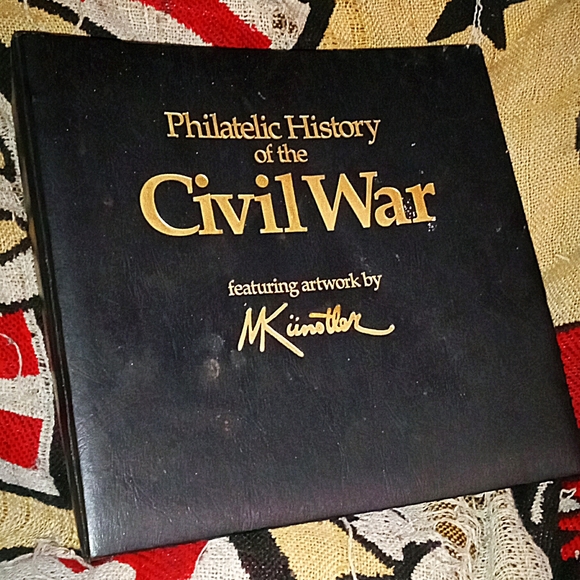 Philatelic History
of the
Civil War
featuring artwork by
MKünstler